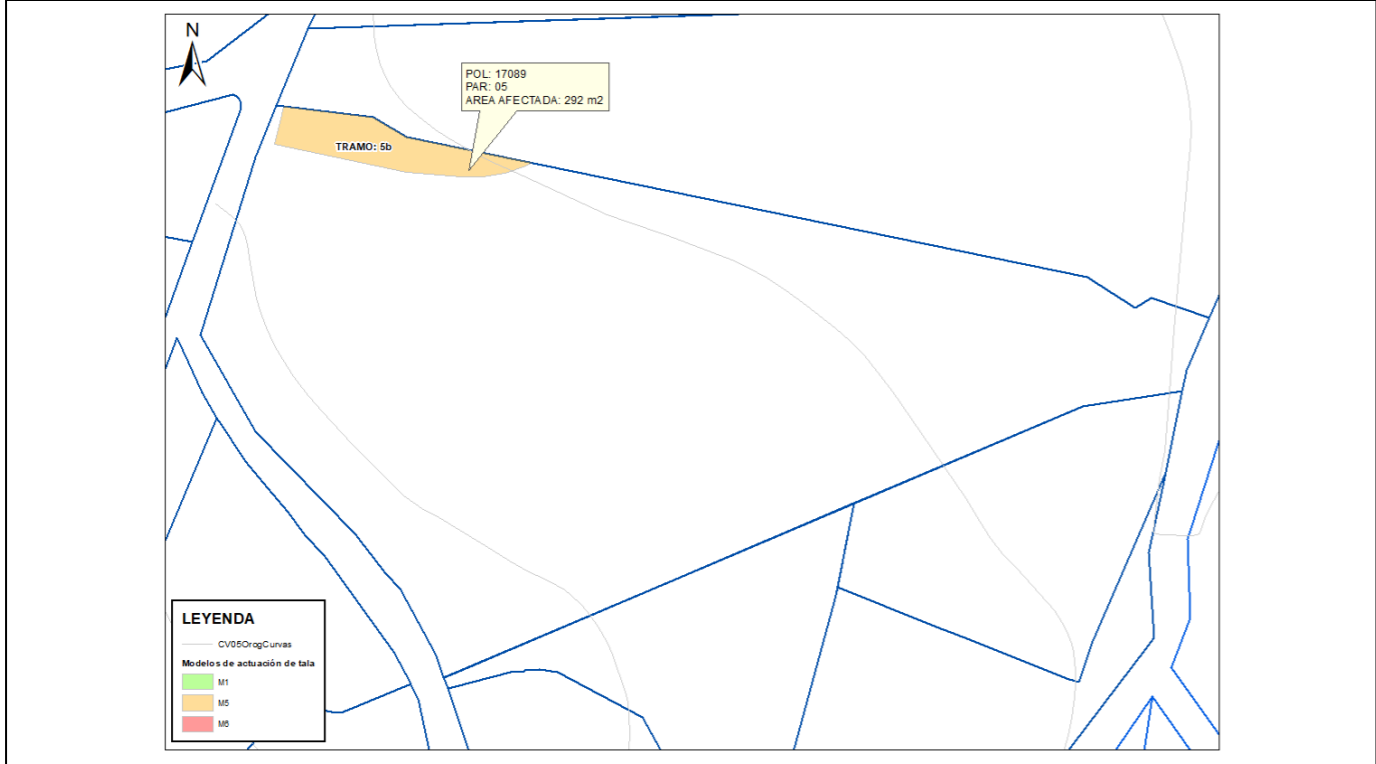 N
POL: 17089
PAR: 05
AREA AFECTADA: 292 m2
TRAMO: 5b
LEYENDA
CV05OrogCurvas
Modelos de actuación de tala
M1
M5
M6